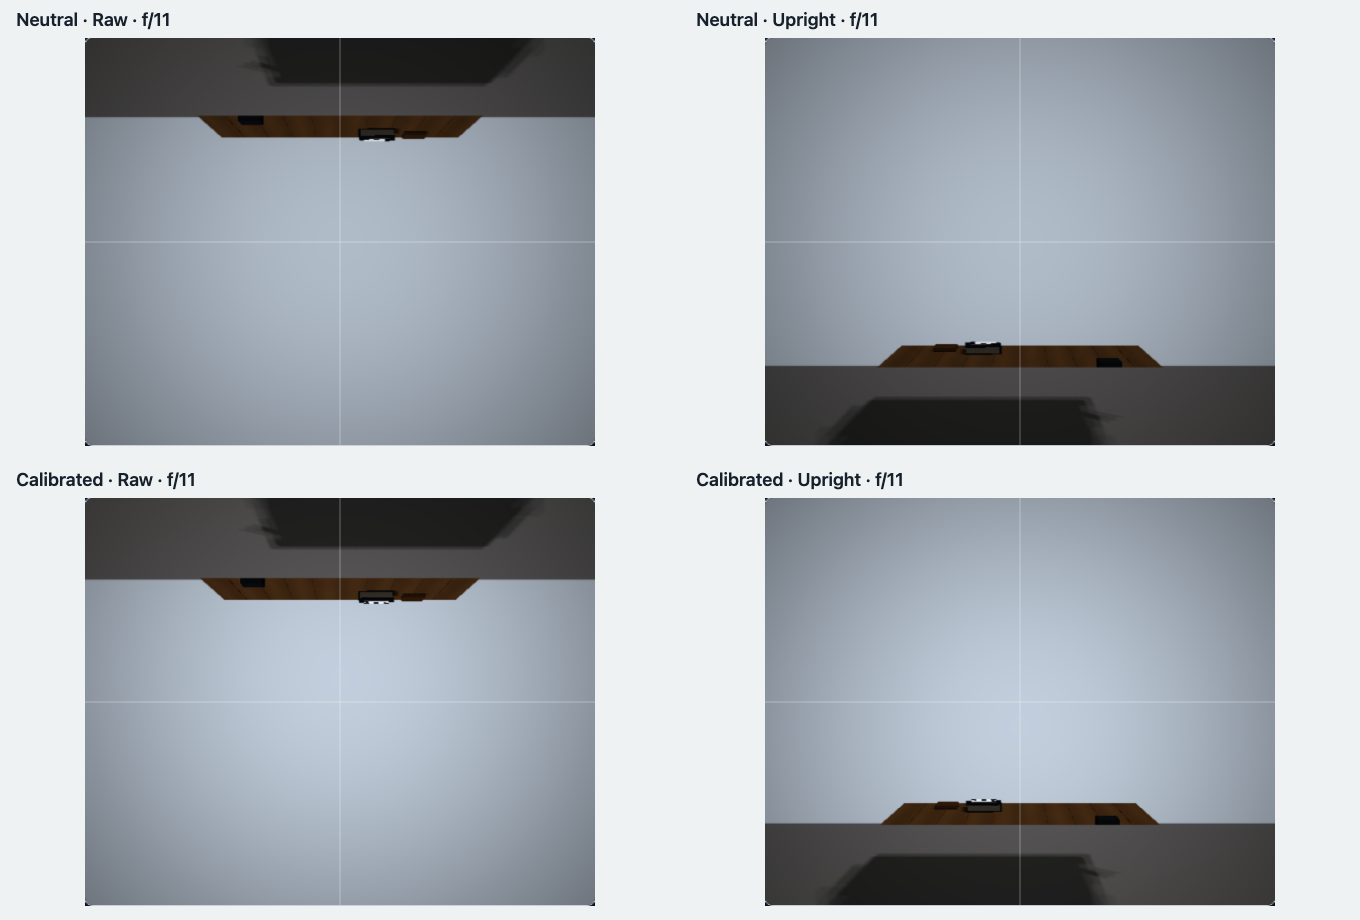 Neutral · Raw · f/11
Neutral · Upright · f/11
Calibrated · Raw · f/11
Calibrated · Upright · f/11